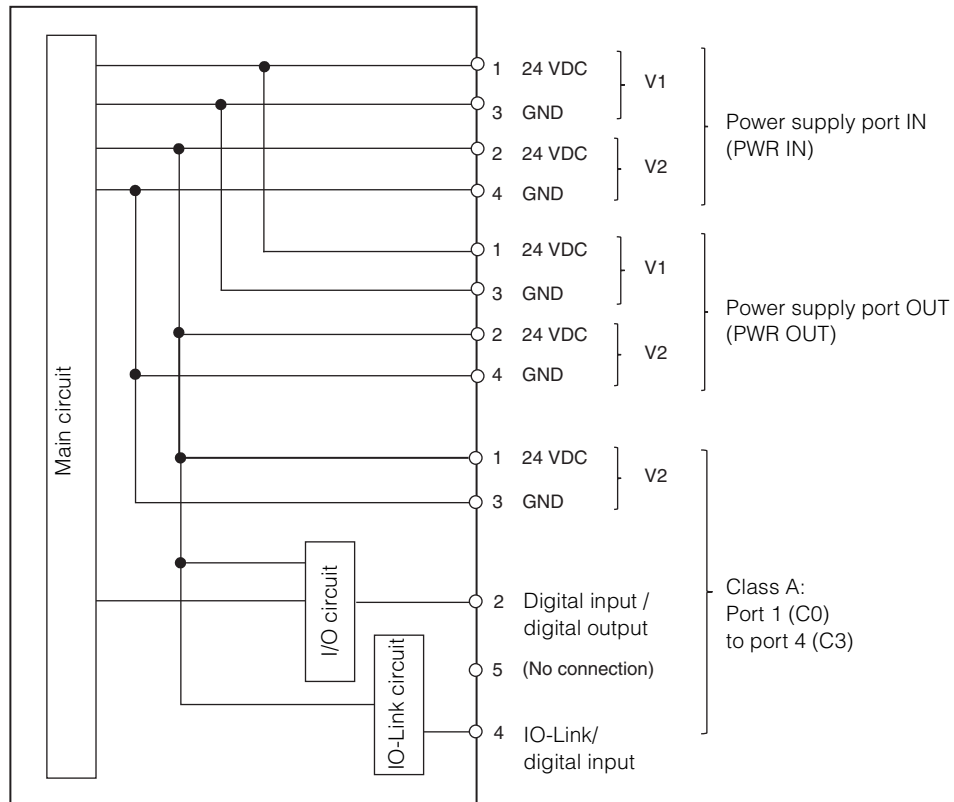 Main circuit
1 24 VDC
V1
3 GND
2 24 VDC
V2
4 GND
Power supply port IN
(PWR IN)
1 24 VDC
V1
3 GND
2 24 VDC
V2
4 GND
Power supply port OUT
(PWR OUT)
1 24 VDC
V2
3 GND
I/O circuit
2 Digital input /
digital output
5 (No connection)
IO-Link circuit
4 IO-Link/
digital input
Class A:
Port 1 (C0)
to port 4 (C3)